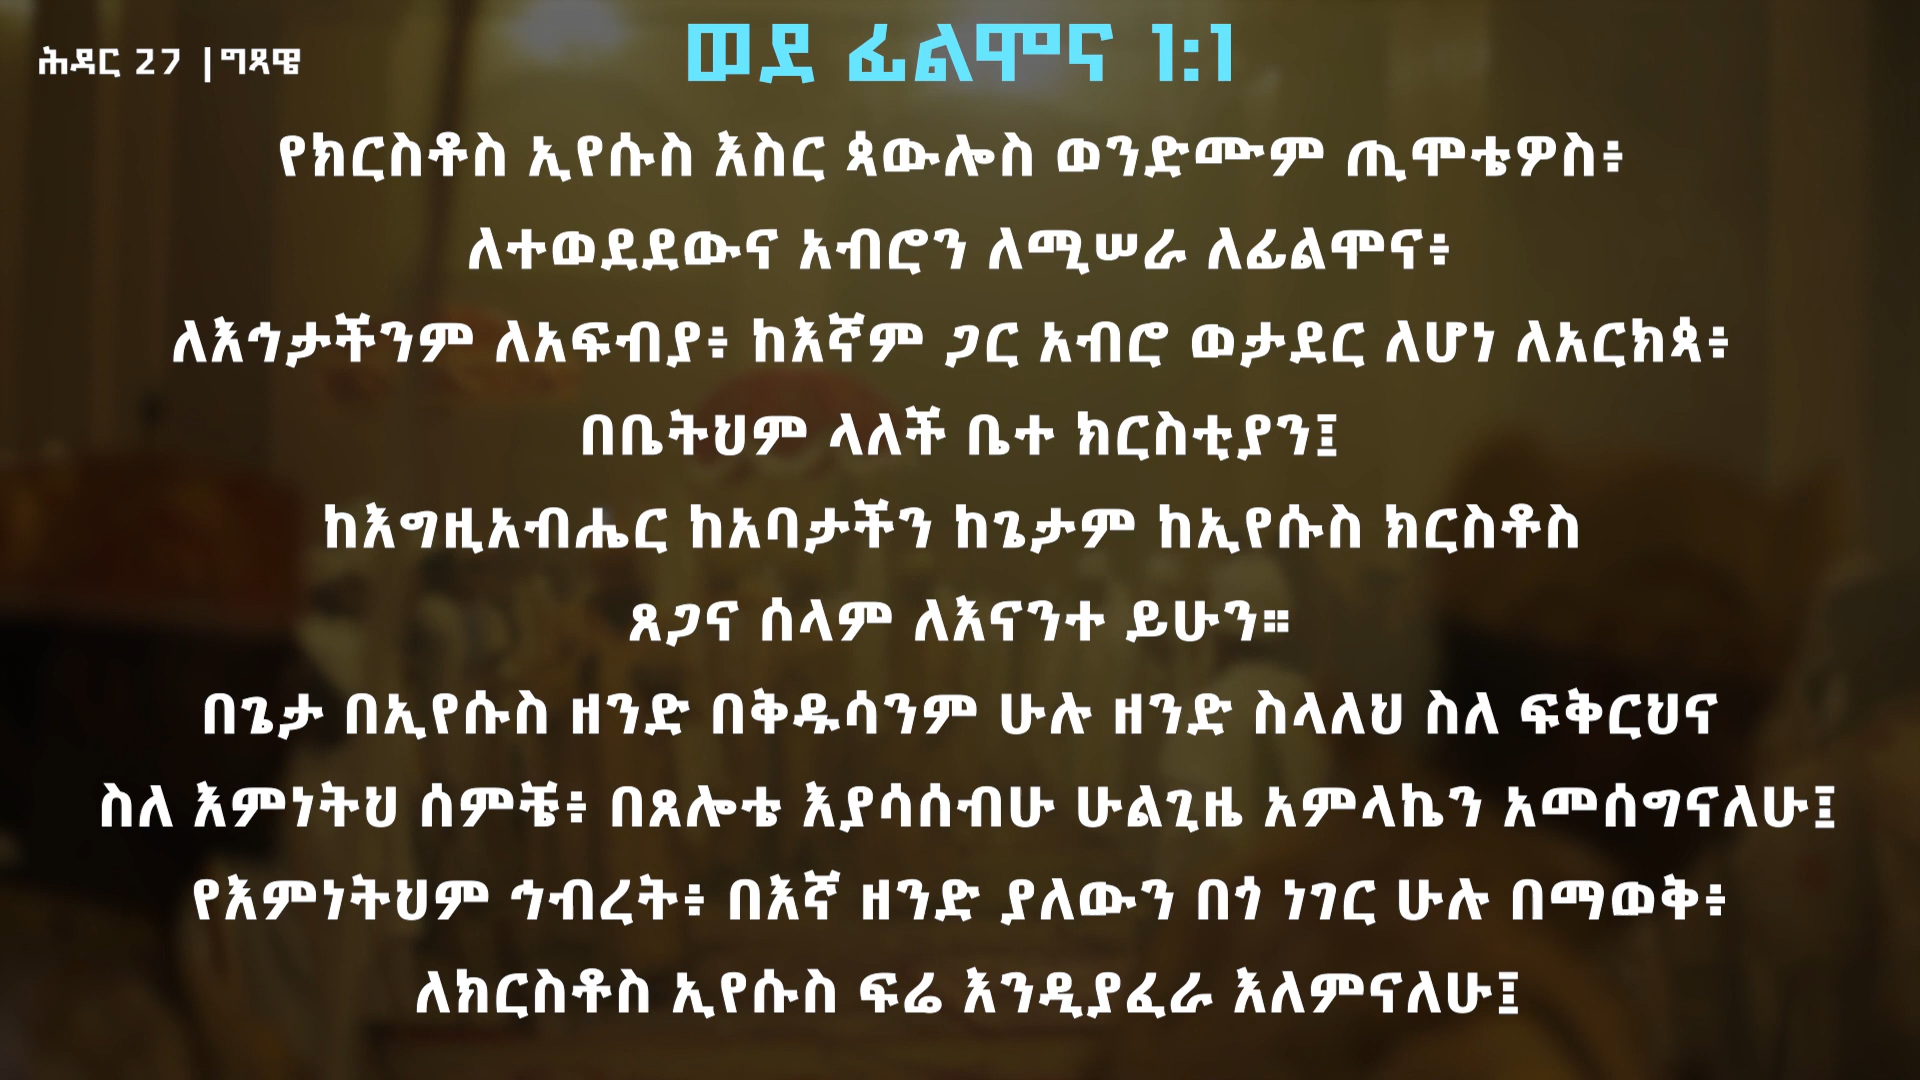 ሕዳር 27 |ግጻዌ
ወደ ፊልሞና 1:1
የክርስቶስ ኢየሱስ እስር ጳውሎስ ወንድሙም ጢሞቴዎስ፥
ለተወደደውና አብሮን ለሚሠራ ለፊልሞና፥
ለእኅታችንም ለአፍብያ፥ ከእኛም ጋር አብሮ ወታደር ለሆነ ለአርክጳ፥
በቤትህም ላለች ቤተ ክርስቲያን፤
ከእግዚአብሔር ከአባታችን ከጌታም ከኢየሱስ ክርስቶስ
ጸጋና ሰላም ለእናንተ ይሁን።
በጌታ በኢየሱስ ዘንድ በቅዱሳንም ሁሉ ዘንድ ስላለህ ስለ ፍቅርህና
ስለ እምነትህ ሰምቼ፥ በጸሎቴ እያሳሰብሁ ሁልጊዜ አምላኬን አመሰግናለሁ፤
የእምነትህም ኅብረት፥ በእኛ ዘንድ ያለውን በጎ ነገር ሁሉ በማወቅ፥
ለክርስቶስ ኢየሱስ ፍሬ እንዲያፈራ እለምናለሁ፤